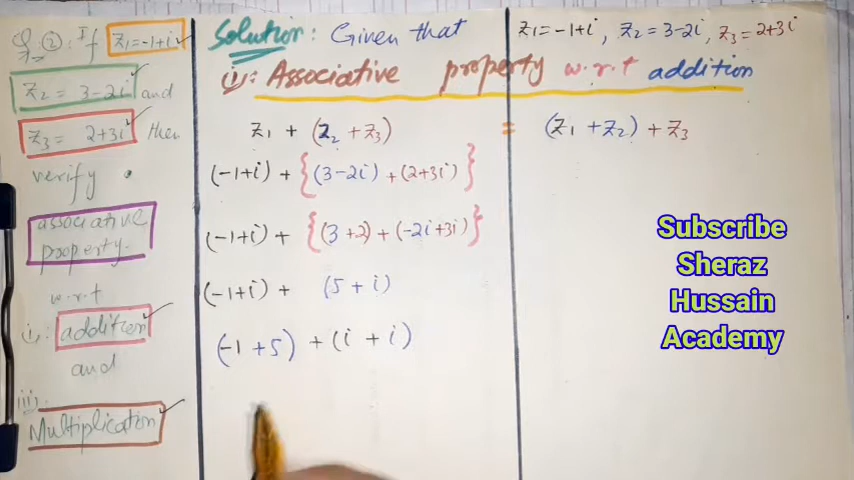 Q:② If z₁=-1+i
z₂ = 3-2i and
z₃ = 2+3i then
verify
associative
property.
w.r.t
i, addition
and
ii, Multiplication
Solution: Given that z₁=-1+i, z₂=3-2i, z₃=2+3i
(i): Associative property w.r.t addition
z₁ + (z₂ + z₃) = (z₁ + z₂) + z₃
(-1+i) + {(3-2i) + (2+3i)}
(-1+i) + {(3+2) + (-2i+3i)}
(-1+i) + (5+i)
(-1+5) + (i+i)
Subscribe
Sheraz
Hussain
Academy